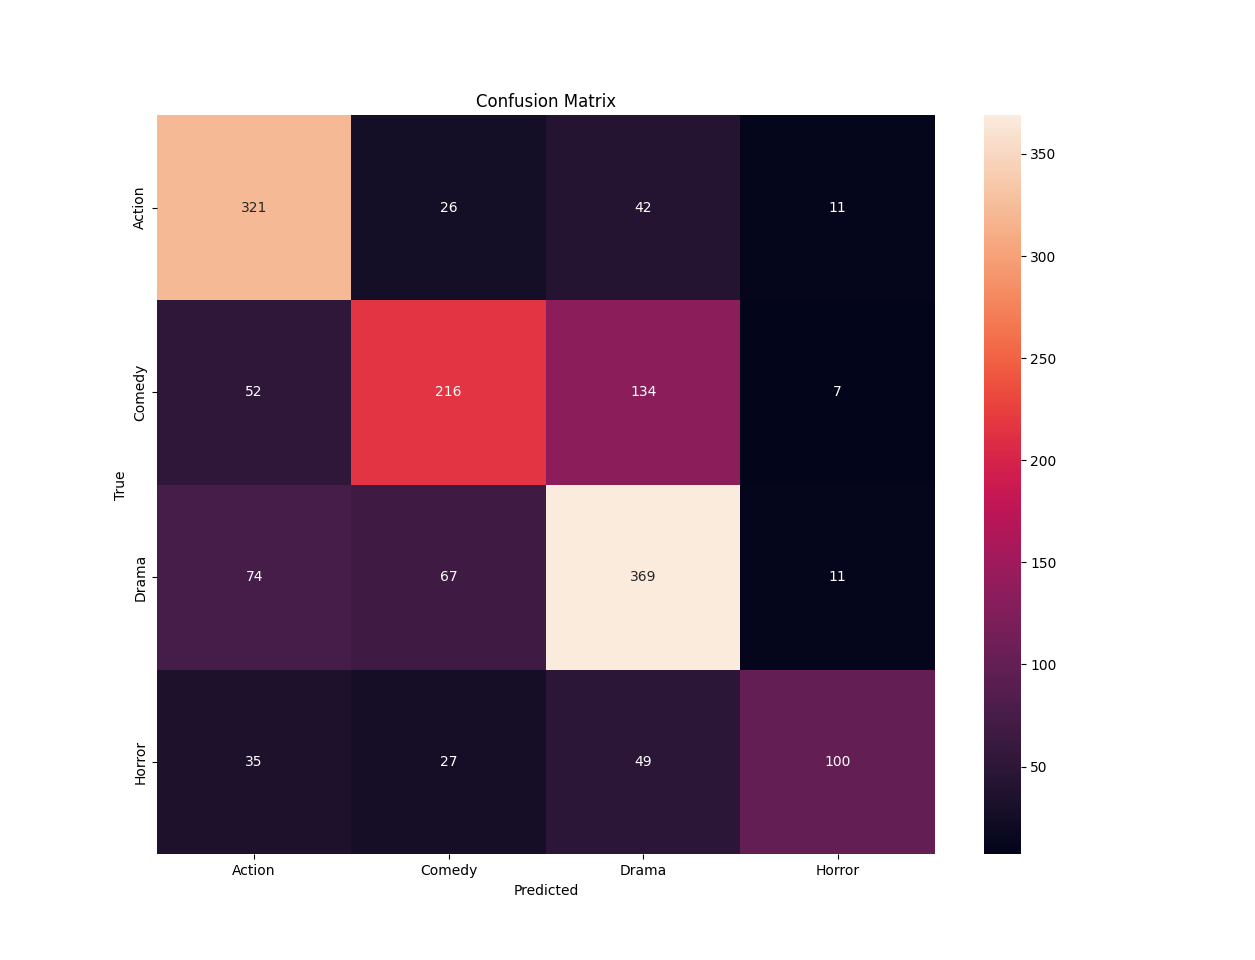 Confusion Matrix
True
Action
321 26 42 11
Comedy
52 216 134 7
Drama
74 67 369 11
Horror
35 27 49 100
Action Comedy Drama Horror
Predicted
350
300
250
200
150
100
50